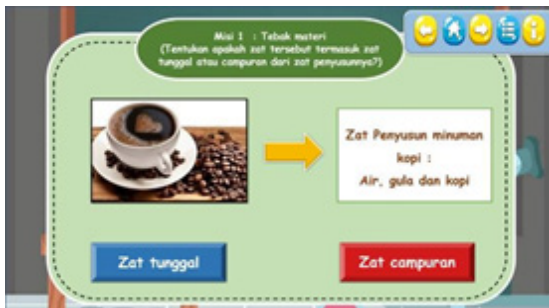 Misi 1 : Tebak materi
(Tentukan apakah zat tersebut termasuk zat
tunggal atau campuran dari zat penyusunnya?)
Zat Penyusun minuman
kopi :
Air, gula dan kopi
Zat tunggal
Zat campuran